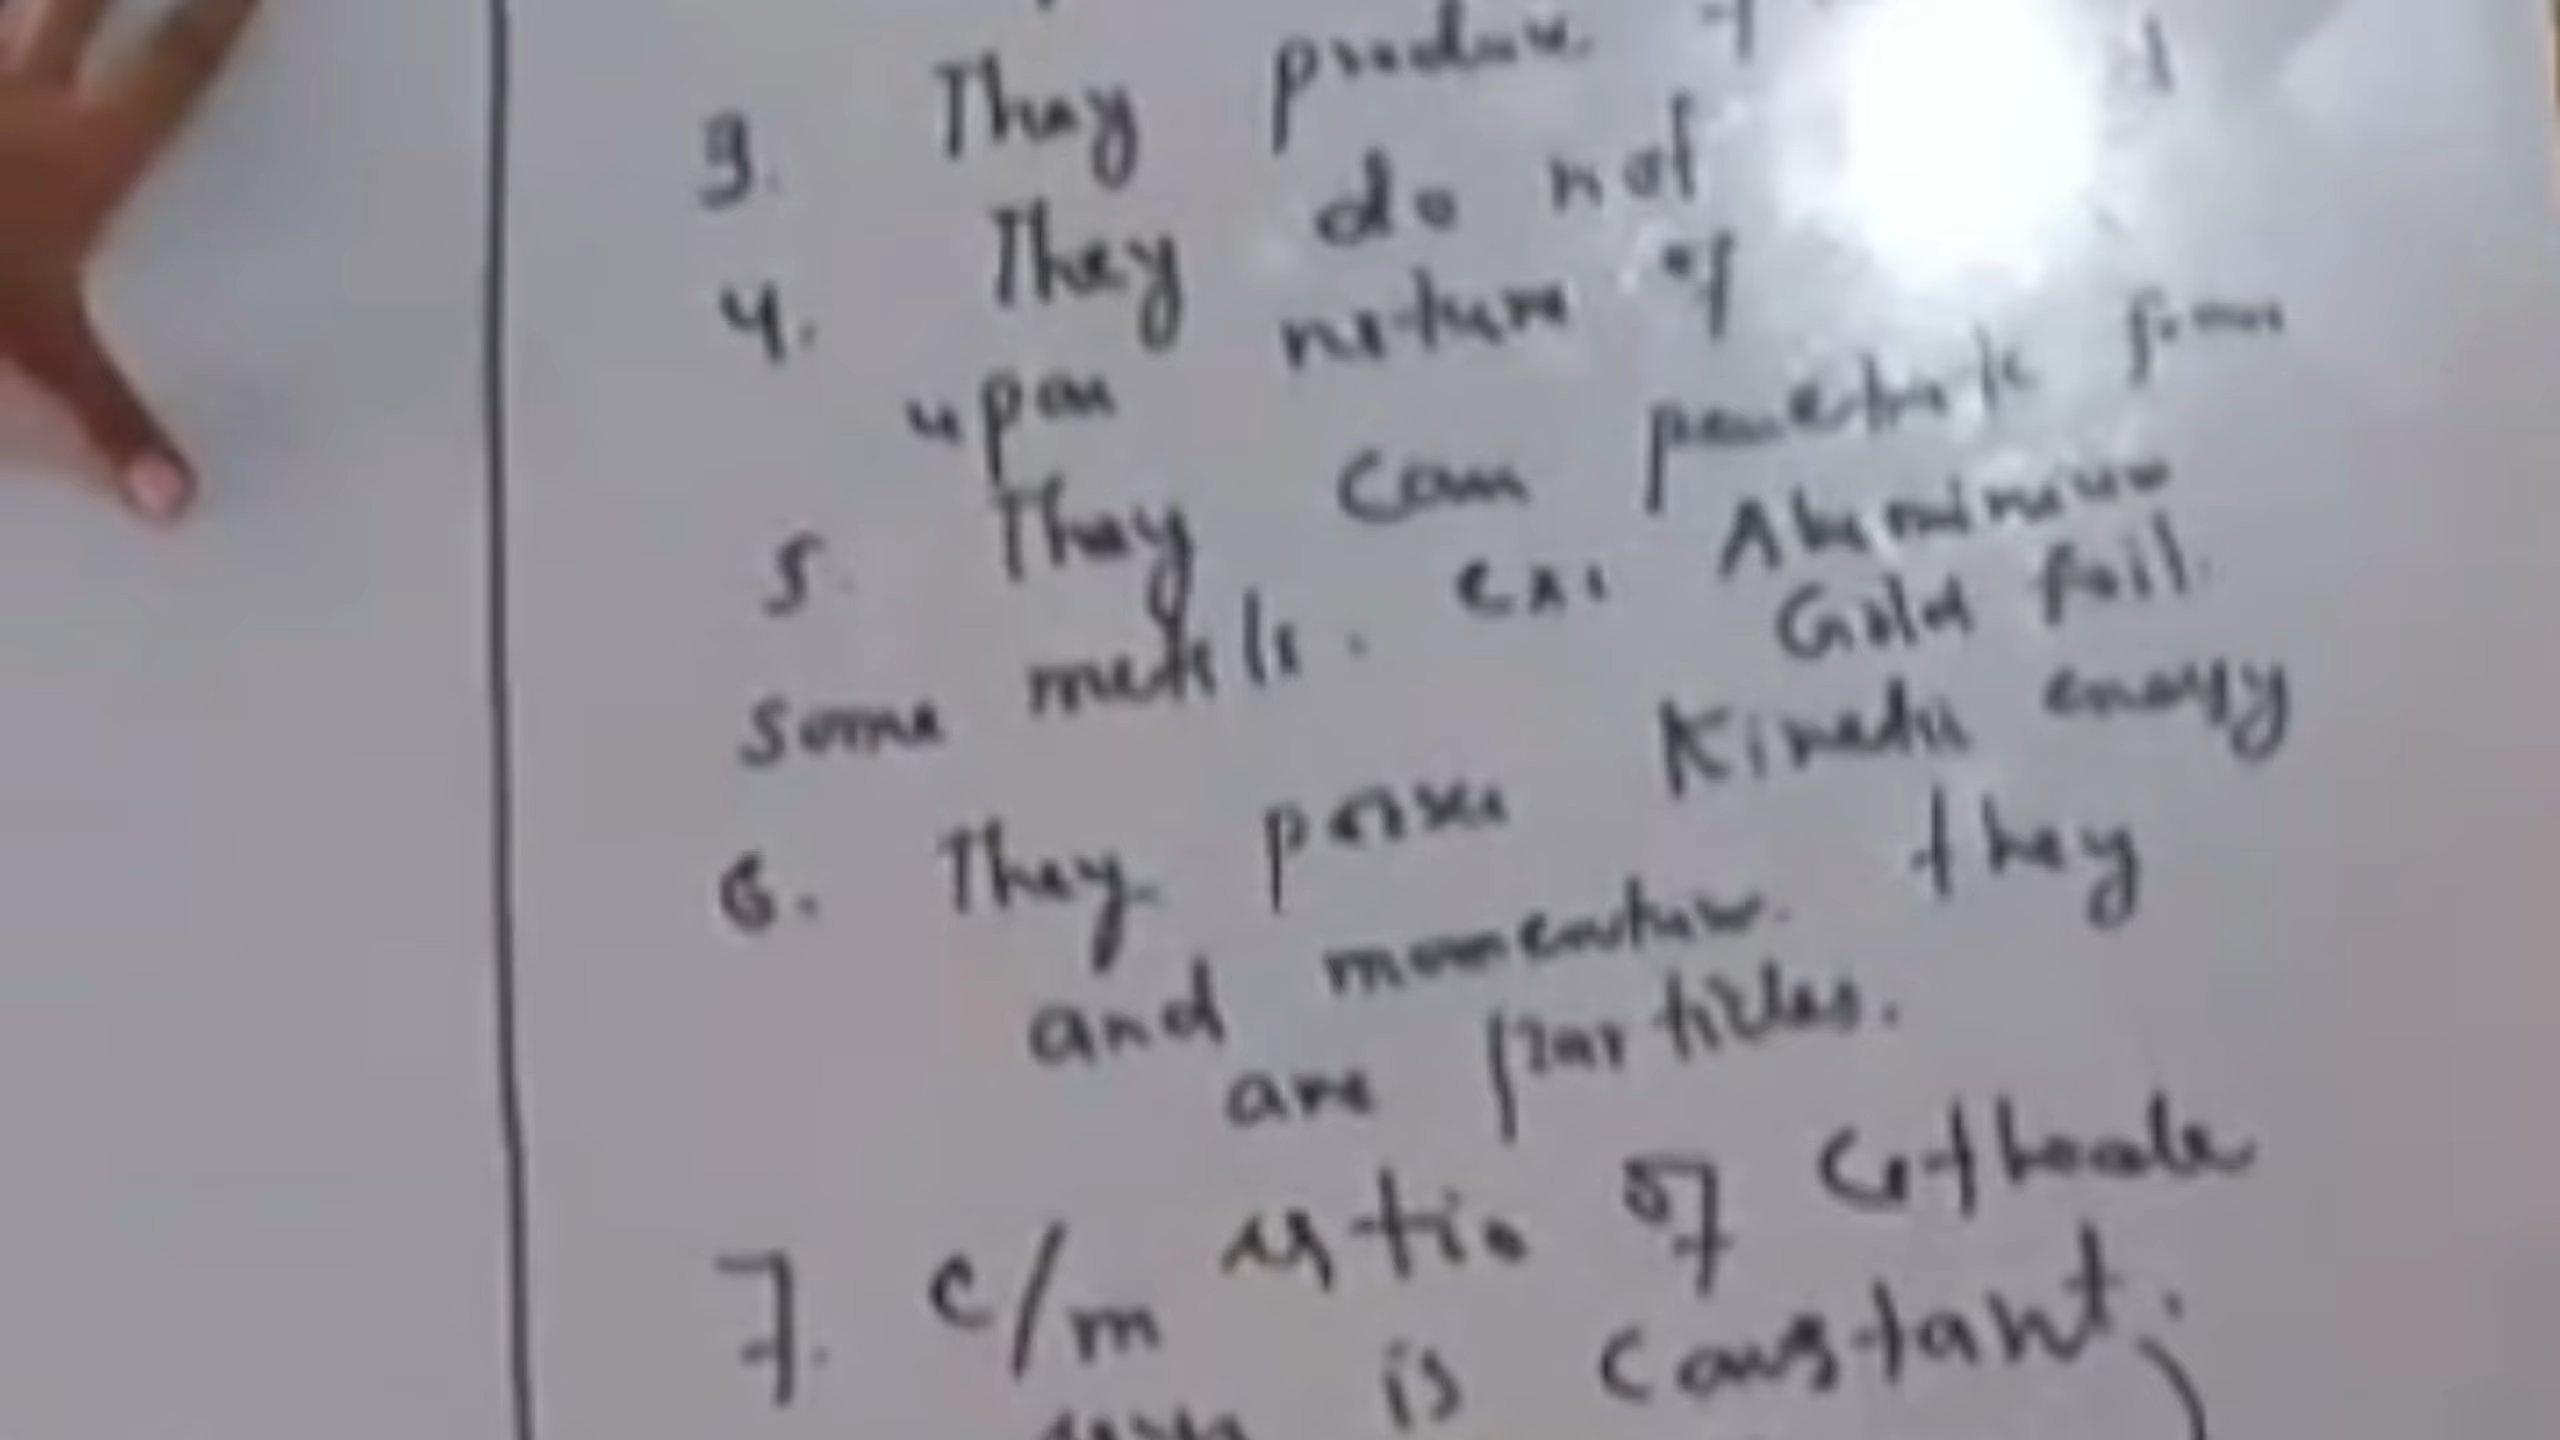 3. They produce
4. They do not
upon nature of
5. They can penetrate from
some metals. ex. Aluminium
Gold foil.
6. They posses Kinetic energy
and momentum. they
are particles.
7. e/m ratio of Cathode
is constant.